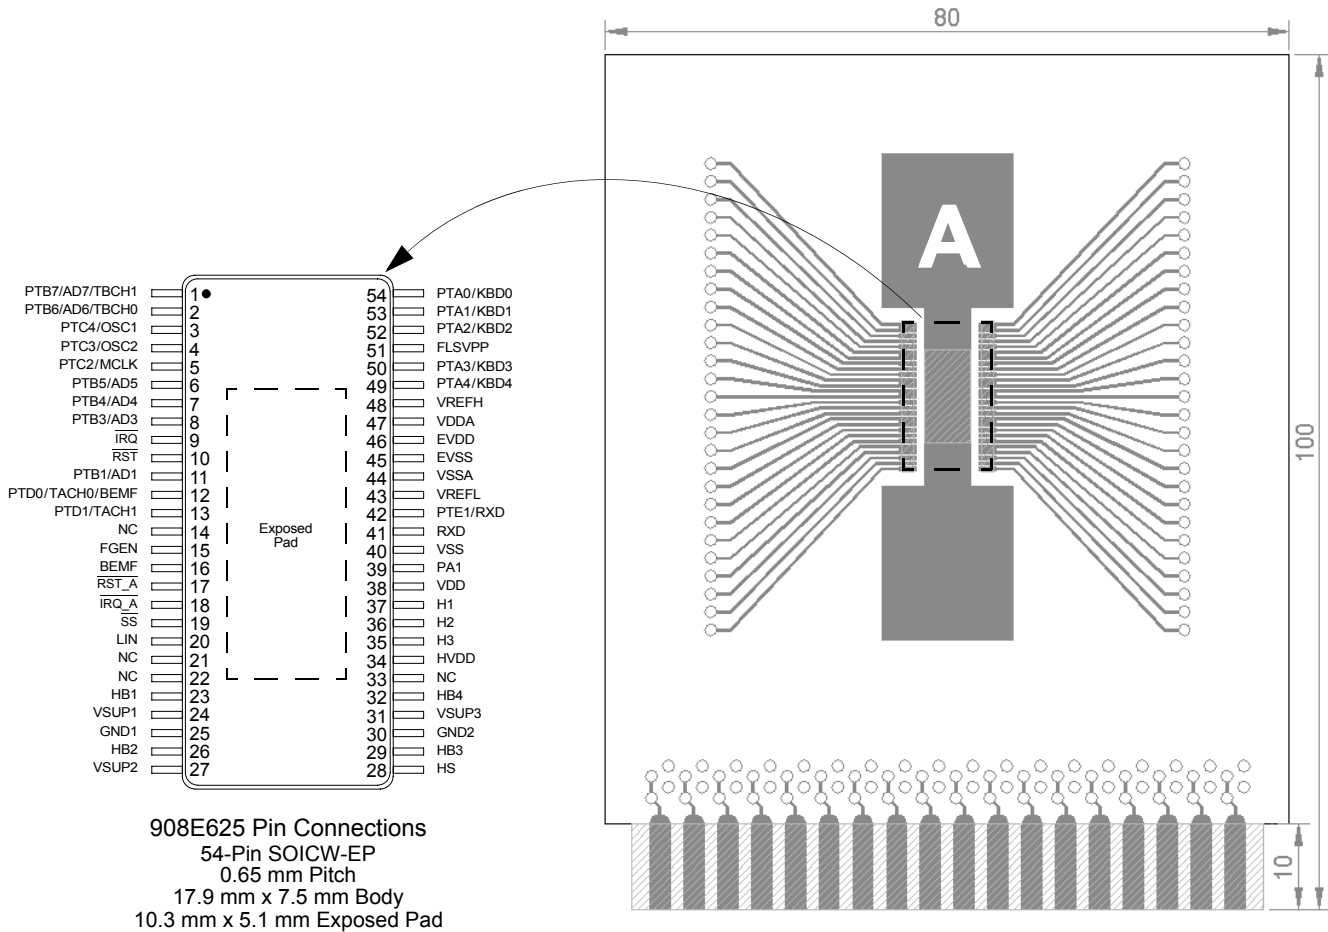 80
A
100
10
PTB7/AD7/TBCH1 1 54 PTA0/KBD0
PTB6/AD6/TBCH0 2 53 PTA1/KBD1
PTC4/OSC1 3 52 PTA2/KBD2
PTC3/OSC2 4 51 FLSVPP
PTC2/MCLK 5 50 PTA3/KBD3
PTB5/AD5 6 49 PTA4/KBD4
PTB4/AD4 7 48 VREFH
PTB3/AD3 8 47 VDDA
IRQ 9 46 EVDD
RST 10 45 EVSS
PTB1/AD1 11 44 VSSA
PTD0/TACH0/BEMF 12 43 VREFL
PTD1/TACH1 13 42 PTE1/RXD
NC 14 41 RXD
FGEN 15 40 VSS
BEMF 16 39 PA1
RST_A 17 38 VDD
IRQ_A 18 37 H1
SS 19 36 H2
LIN 20 35 H3
NC 21 34 HVDD
NC 22 33 NC
HB1 23 32 HB4
VSUP1 24 31 VSUP3
GND1 25 30 GND2
HB2 26 29 HB3
VSUP2 27 28 HS
Exposed
Pad
908E625 Pin Connections
54-Pin SOICW-EP
0.65 mm Pitch
17.9 mm x 7.5 mm Body
10.3 mm x 5.1 mm Exposed Pad